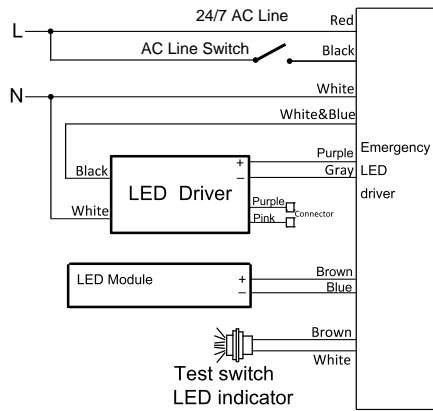 24/7 AC Line
Red
L
AC Line Switch
Black
White
N
White&Blue
Purple
Emergency
+
Black
LED Driver
–
Gray
LED
driver
White
Purple
Connector
Pink
LED Module
+
Brown
–
Blue
Brown
White
Test switch
LED indicator